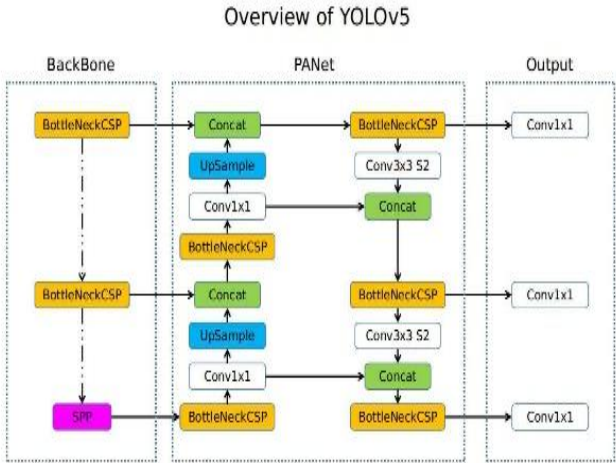 Overview of YOLOv5
BackBone PANet Output
BottleNeckCSP Concat BottleNeckCSP Conv1x1
UpSample Conv3x3 S2
Conv1x1 Concat
BottleNeckCSP
BottleNeckCSP Concat BottleNeckCSP Conv1x1
UpSample Conv3x3 S2
Conv1x1 Concat
SPP BottleNeckCSP BottleNeckCSP Conv1x1